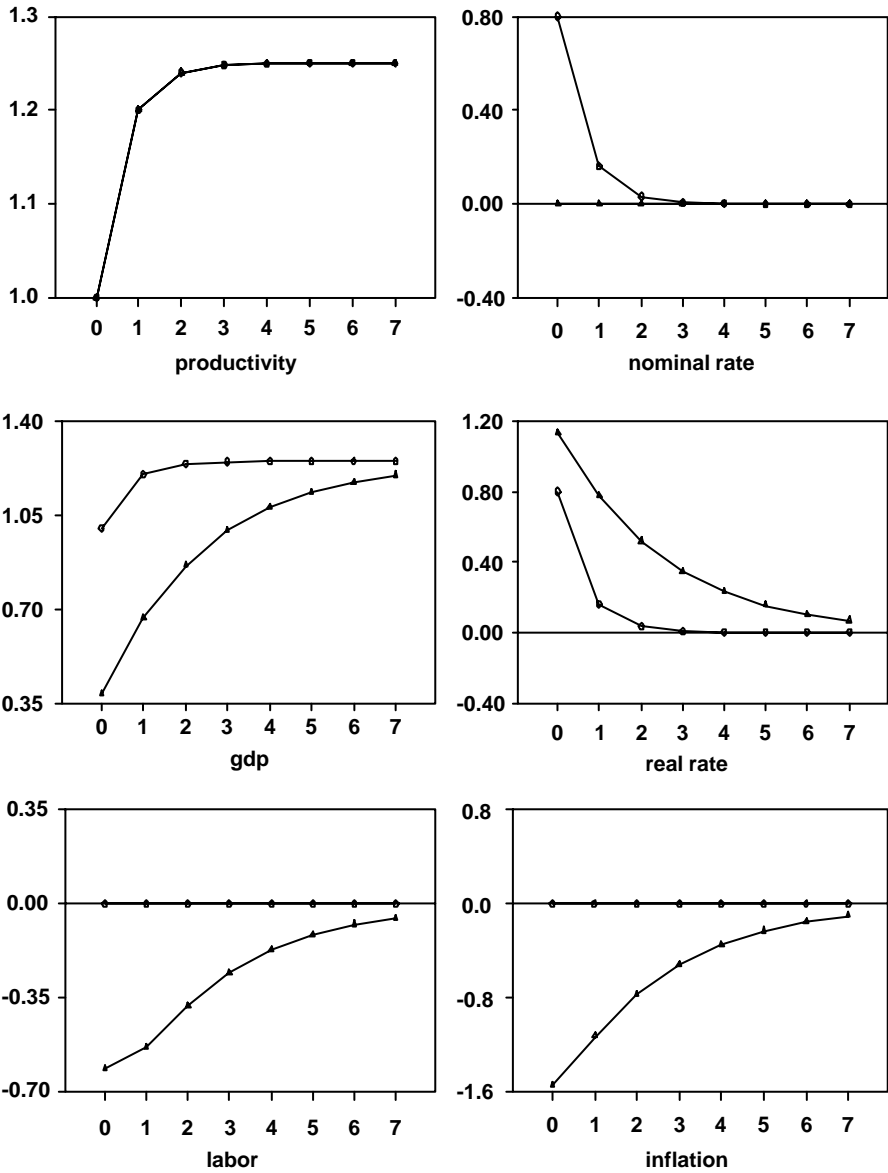 1.3
1.2
1.1
1.0
0 1 2 3 4 5 6 7
productivity
0.80
0.40
0.00
-0.40
0 1 2 3 4 5 6 7
nominal rate
1.40
1.05
0.70
0.35
0 1 2 3 4 5 6 7
gdp
1.20
0.80
0.40
0.00
-0.40
0 1 2 3 4 5 6 7
real rate
0.35
0.00
-0.35
-0.70
0 1 2 3 4 5 6 7
labor
0.8
0.0
-0.8
-1.6
0 1 2 3 4 5 6 7
inflation